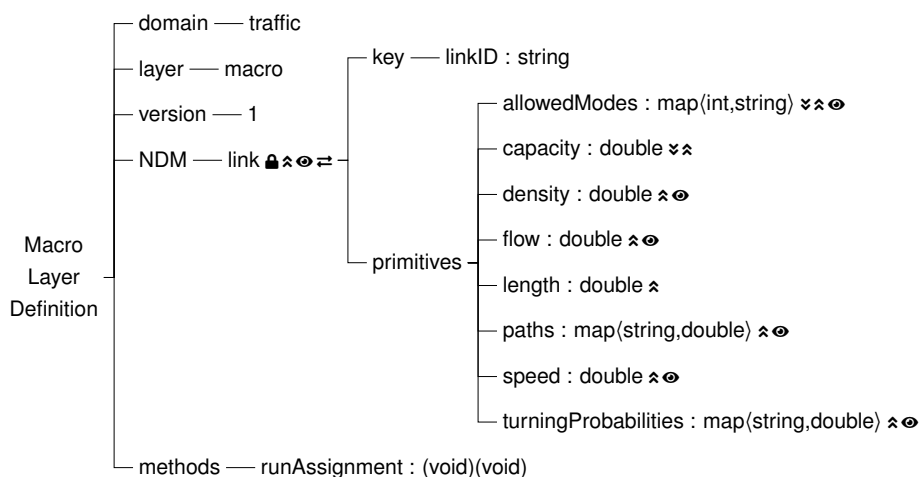 domain traffic
layer macro
key linkID : string
allowedModes : map⟨int,string⟩
version 1
capacity : double
NDM link
density : double
Macro
Layer
Definition
flow : double
primitives
length : double
paths : map⟨string,double⟩
speed : double
turningProbabilities : map⟨string,double⟩
methods runAssignment : (void)(void)